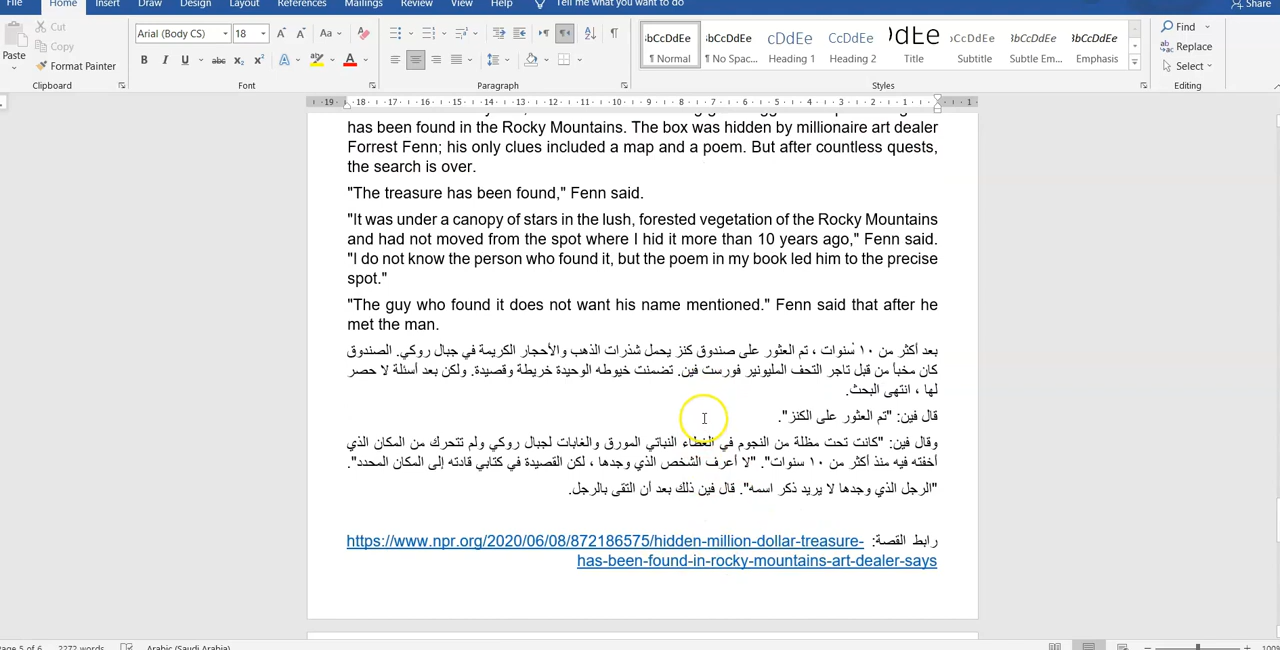 File Home Insert Draw Design Layout References Mailings Review View Help Tell me what you want to do Share
Paste
Cut
Copy
Format Painter
Clipboard
Arial (Body CS) 18
Font
Paragraph
¶ Normal
¶ No Spac...
Heading 1
Heading 2
Title
Subtitle
Subtle Em...
Emphasis
Styles
Find
Replace
Select
Editing
has been found in the Rocky Mountains. The box was hidden by millionaire art dealer
Forrest Fenn; his only clues included a map and a poem. But after countless quests,
the search is over.
"The treasure has been found," Fenn said.
"It was under a canopy of stars in the lush, forested vegetation of the Rocky Mountains
and had not moved from the spot where I hid it more than 10 years ago," Fenn said.
"I do not know the person who found it, but the poem in my book led him to the precise
spot."
"The guy who found it does not want his name mentioned." Fenn said that after he
met the man.
بعد أكثر من ١٠ سُنوات ، تم العثور على صندوق كنز يحمل شذرات الذهب والأحجار الكريمة في جبال روكي. الصندوق
كان مخبأ من قبل تاجر التحف المليونير فورست فين. تضمنت خيوطه الوحيدة خريطة وقصيدة. ولكن بعد أسئلة لا حصر
لها ، انتهى البحث.
قال فين: "تم العثور على الكنز".
وقال فين: "كانت تحت مظلة من النجوم في الغطاء النباتي المورق والغابات لجبال روكي ولم تتحرك من المكان الذي
أخفته فيه منذ أكثر من ١٠ سنوات". "لا أعرف الشخص الذي وجدها ، لكن القصيدة في كتابي قادته إلى المكان المحدد".
"الرجل الذي وجدها لا يريد ذكر اسمه". قال فين ذلك بعد أن التقى بالرجل.
رابط القصة: https://www.npr.org/2020/06/08/872186575/hidden-million-dollar-treasure-
has-been-found-in-rocky-mountains-art-dealer-says
Page 5 of 6 2272 words Arabic (Saudi Arabia) 100%